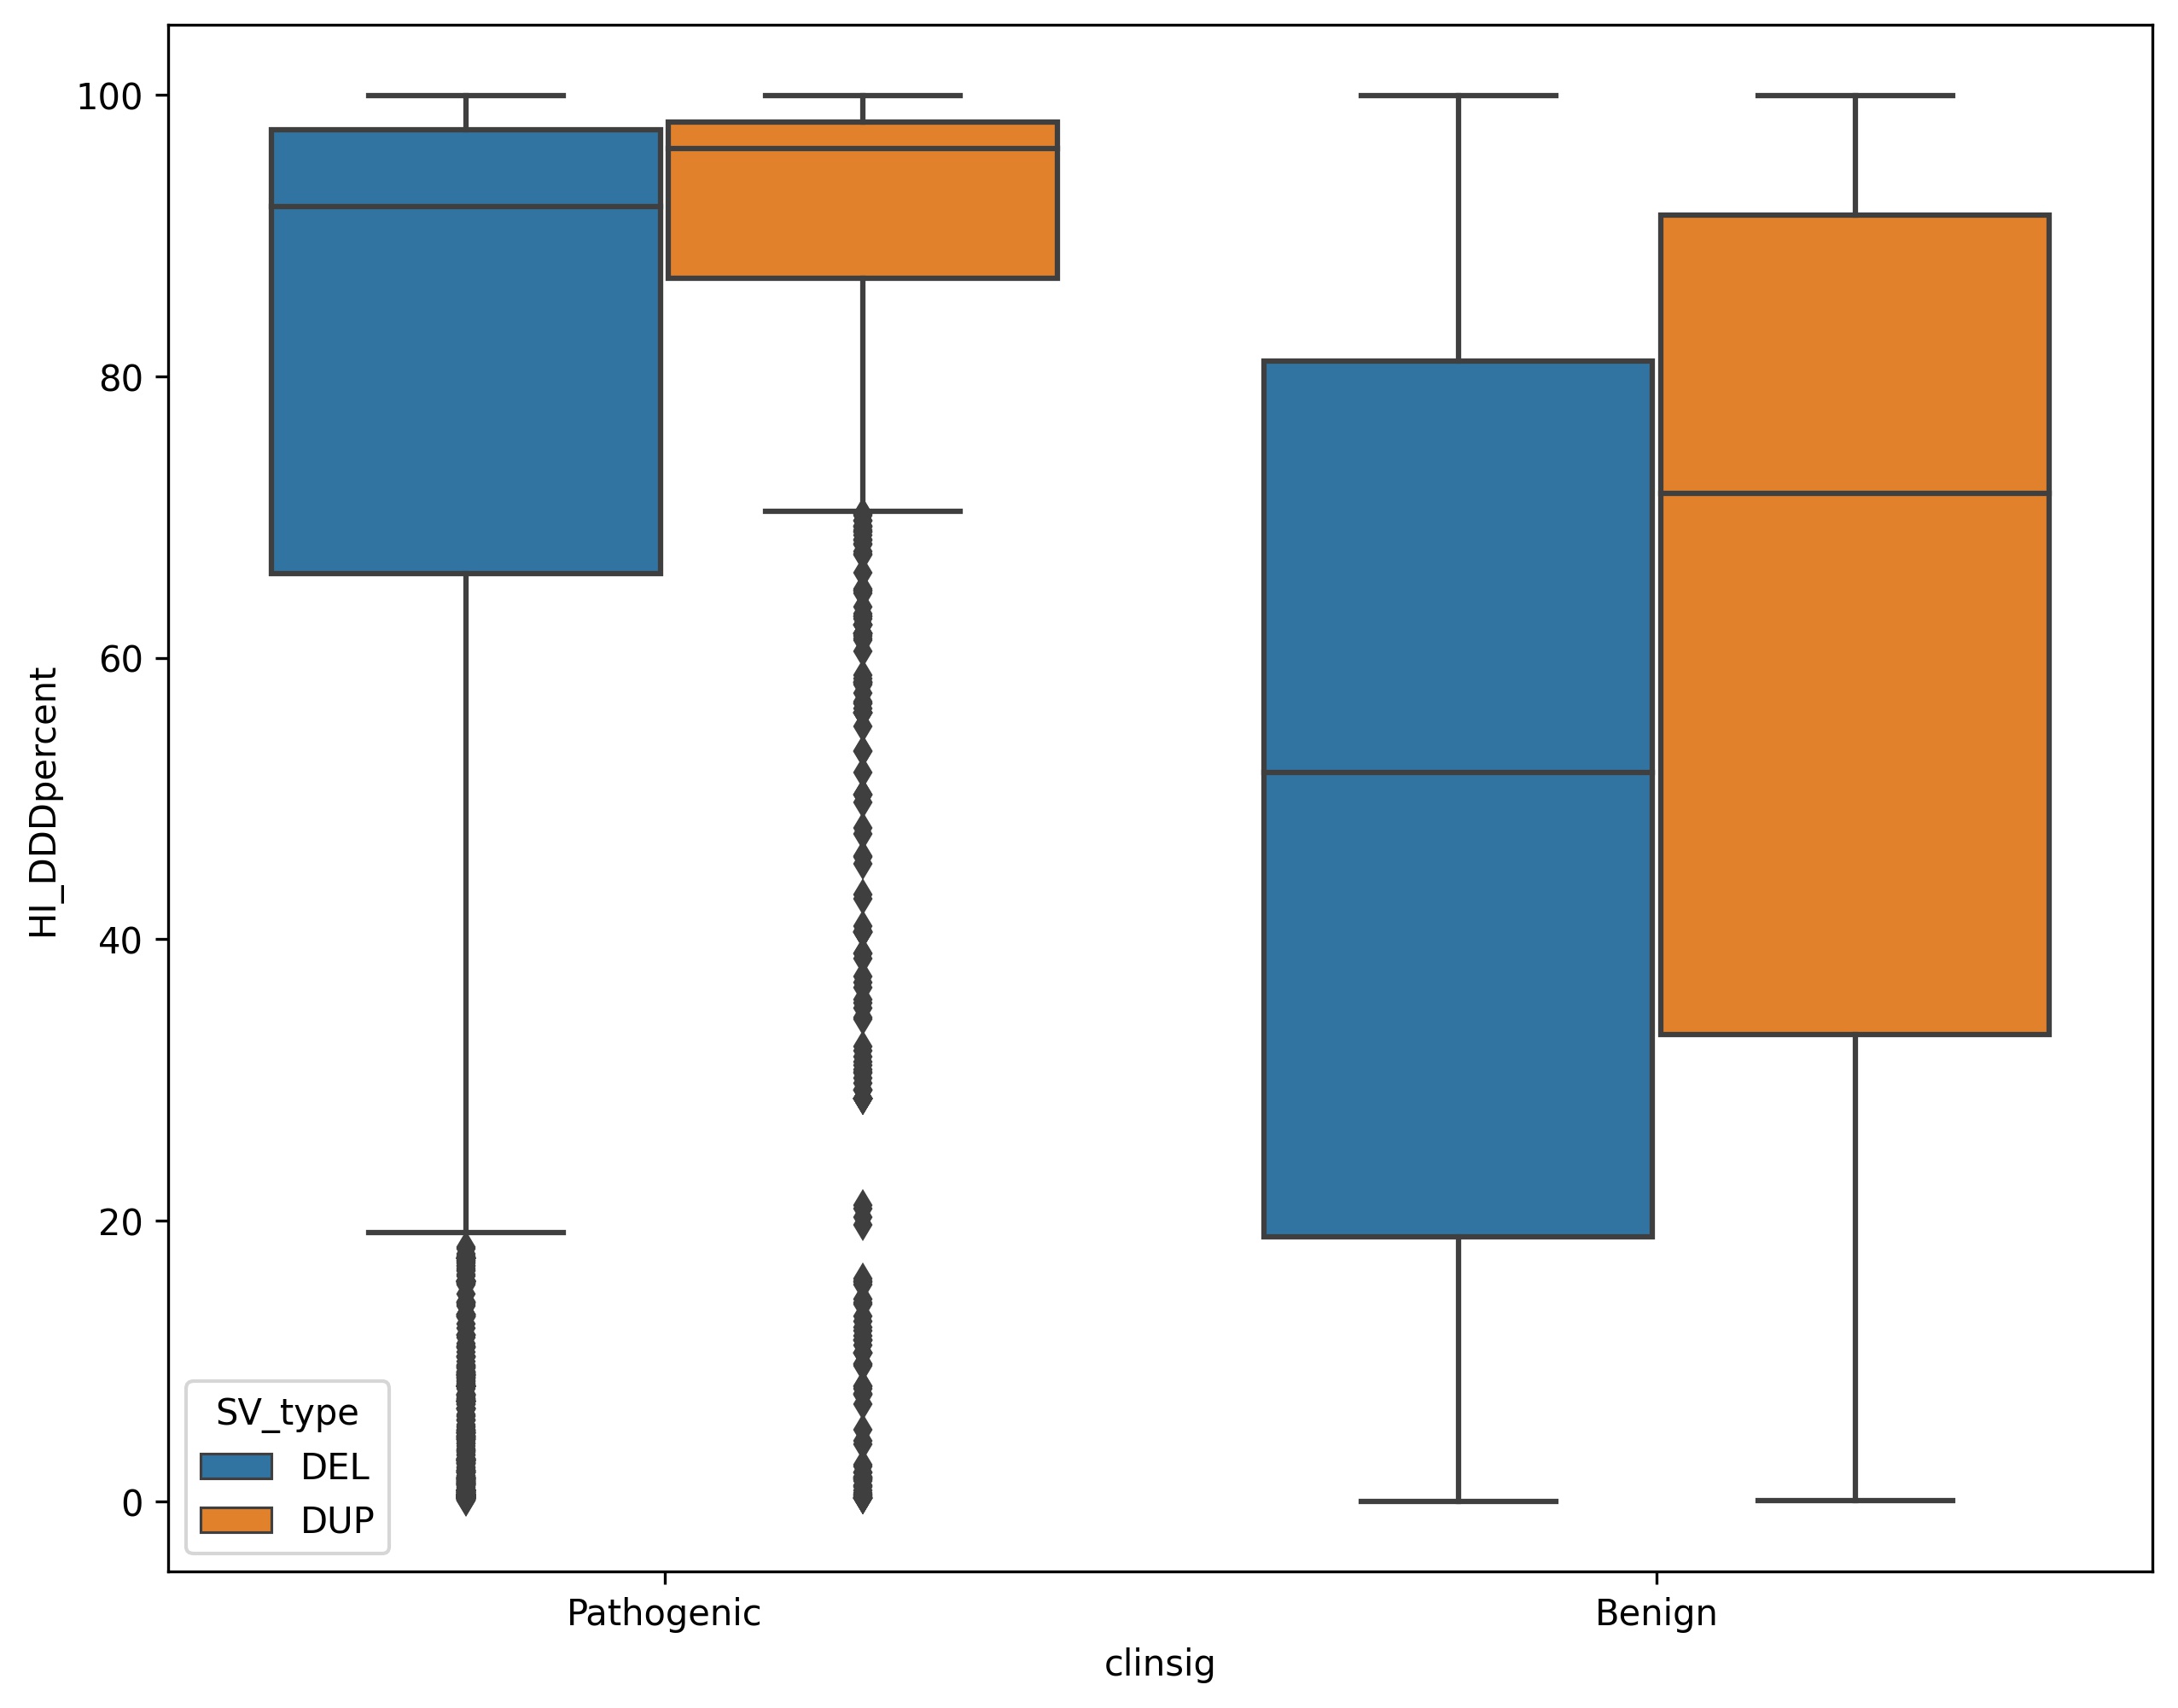 100
80
60
40
20
0
HI_DDDpercent
SV_type
DEL
DUP
Pathogenic
Benign
clinsig